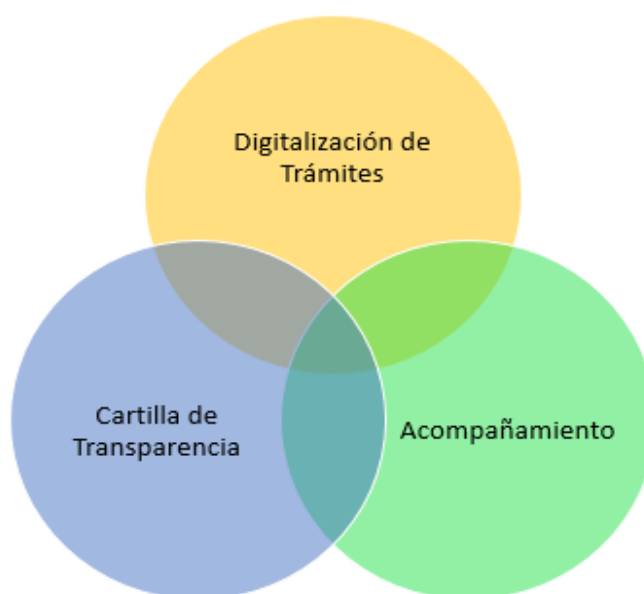 Digitalización de
Trámites
Cartilla de
Transparencia
Acompañamiento